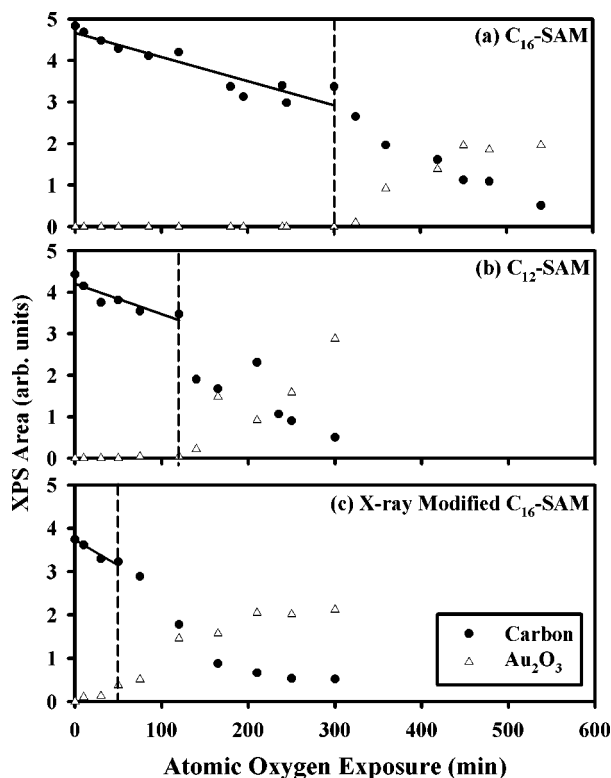 (a) C₁₆-SAM
5
4
3
2
1
0
(b) C₁₂-SAM
5
4
3
2
1
0
XPS Area (arb. units)
(c) X-ray Modified C₁₆-SAM
5
4
3
2
1
0
Carbon
Au₂O₃
0 100 200 300 400 500 600
Atomic Oxygen Exposure (min)